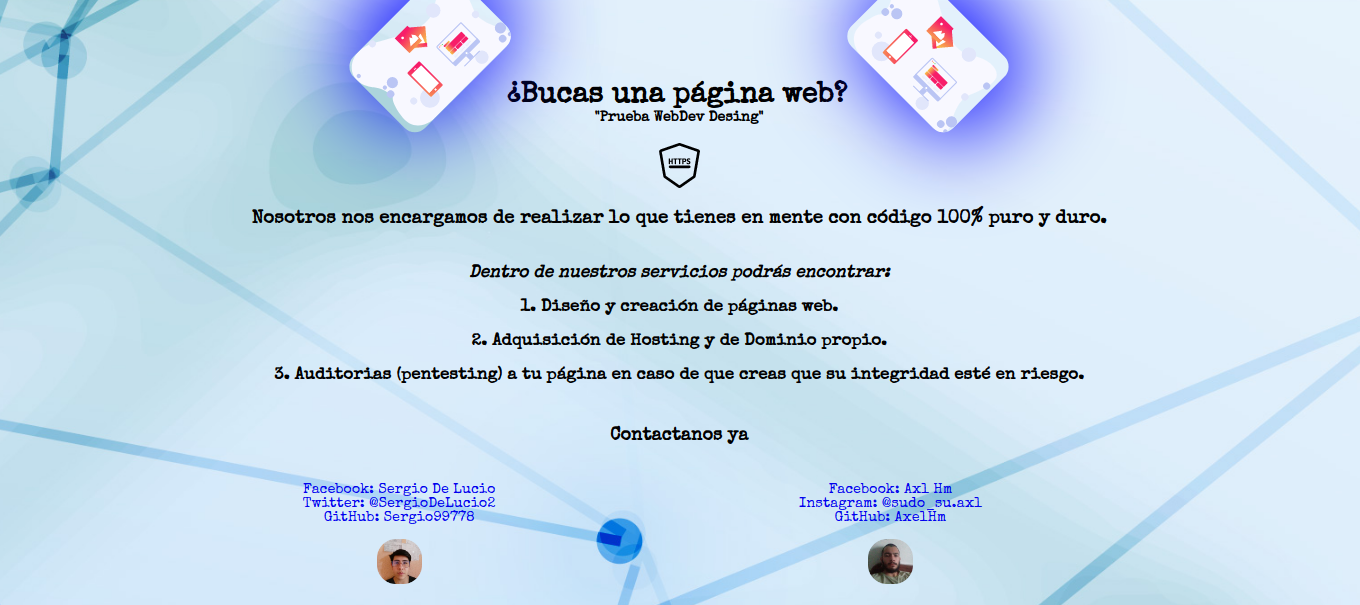 ¿Bucas una página web?
"Prueba WebDev Desing"
HTTPS
Nosotros nos encargamos de realizar lo que tienes en mente con código 100% puro y duro.
Dentro de nuestros servicios podrás encontrar:
1. Diseño y creación de páginas web.
2. Adquisición de Hosting y de Dominio propio.
3. Auditorias (pentesting) a tu página en caso de que creas que su integridad esté en riesgo.
Contactanos ya
Facebook: Sergio De Lucio
Twitter: @SergioDeLucio2
GitHub: Sergio99778
Facebook: Axl Hm
Instagram: @sudo_su.axl
GitHub: AxelHm